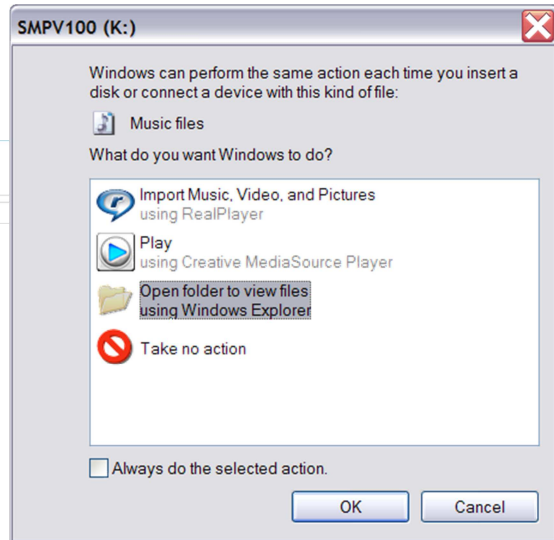 SMPV100 (K:)
Windows can perform the same action each time you insert a
disk or connect a device with this kind of file:
Music files
What do you want Windows to do?
Import Music, Video, and Pictures
using RealPlayer
Play
using Creative MediaSource Player
Open folder to view files
using Windows Explorer
Take no action
Always do the selected action.
OK
Cancel